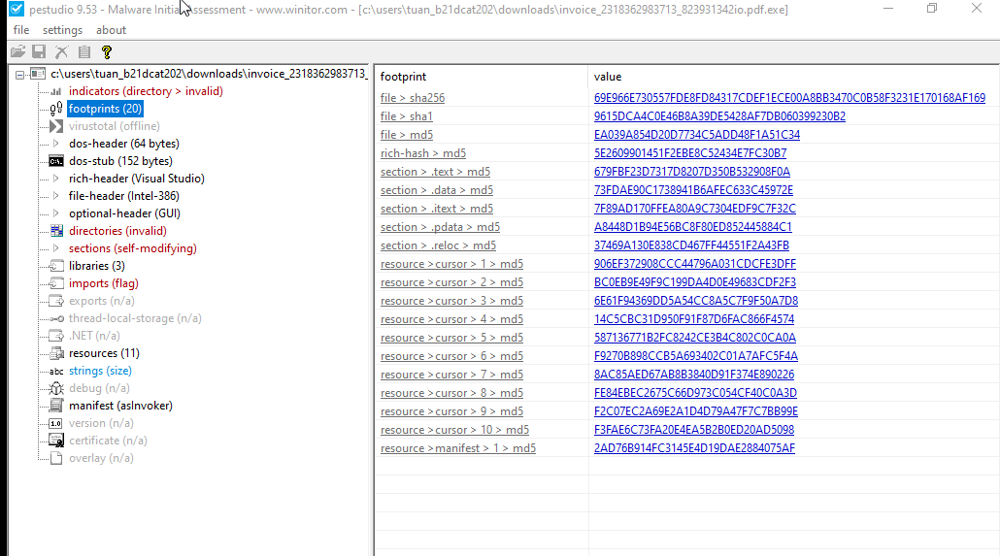 pestudio 9.53 - Malware Initial Assessment - www.winitor.com - [c:\users\tuan_b21dcat202\downloads\invoice_2318362983713_823931342io.pdf.exe]
file settings about
c:\users\tuan_b21dcat202\downloads\invoice_2318362983713_
indicators (directory > invalid)
footprints (20)
virustotal (offline)
dos-header (64 bytes)
dos-stub (152 bytes)
rich-header (Visual Studio)
file-header (Intel-386)
optional-header (GUI)
directories (invalid)
sections (self-modifying)
libraries (3)
imports (flag)
exports (n/a)
thread-local-storage (n/a)
.NET (n/a)
resources (11)
abc strings (size)
debug (n/a)
manifest (asInvoker)
1.0 version (n/a)
certificate (n/a)
overlay (n/a)
footprint value
file > sha256 69E966E730557FDE8FD84317CDEF1ECE00A8BB3470C0B58F3231E170168AF169
file > sha1 9615DCA4C0E46B8A39DE5428AF7DB060399230B2
file > md5 EA039A854D20D7734C5ADD48F1A51C34
rich-hash > md5 5E2609901451F2EBE8C52434E7FC30B7
section > .text > md5 679FBF23D7317D8207D350B532908F0A
section > .data > md5 73FDAE90C1738941B6AFEC633C45972E
section > .itext > md5 7F89AD170FFEA80A9C7304EDF9C7F32C
section > .pdata > md5 A8448D1B94E56BC8F80ED852445884C1
section > .reloc > md5 37469A130E838CD467FF44551F2A43FB
resource > cursor > 1 > md5 906EF372908CCC44796A031CDCFE3DFF
resource > cursor > 2 > md5 BC0EB9E49F9C199DA4D0E49683CDF2F3
resource > cursor > 3 > md5 6E61F94369DD5A54CC8A5C7F9F50A7D8
resource > cursor > 4 > md5 14C5CBC31D950F91F87D6FAC866F4574
resource > cursor > 5 > md5 587136771B2FC8242CE3B4C802C0CA0A
resource > cursor > 6 > md5 F9270B898CCB5A693402C01A7AFC5F4A
resource > cursor > 7 > md5 8AC85AED67AB8B3840D91F374E890226
resource > cursor > 8 > md5 FE84EBEC2675C66D973C054CF40C0A3D
resource > cursor > 9 > md5 F2C07EC2A69E2A1D4D79A47F7C7BB99E
resource > cursor > 10 > md5 F3FAE6C73FA20E4EA5B2B0ED20AD5098
resource > manifest > 1 > md5 2AD76B914FC3145E4D19DAE2884075AF